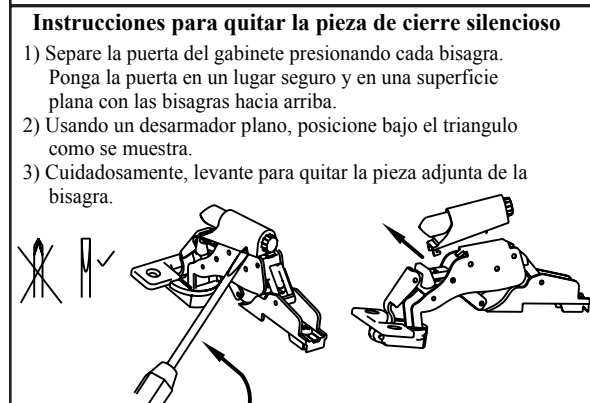 Instrucciones para quitar la pieza de cierre silencioso
1) Separe la puerta del gabinete presionando cada bisagra.
Ponga la puerta en un lugar seguro y en una superficie
plana con las bisagras hacia arriba.
2) Usando un desarmador plano, posicione bajo el triangulo
como se muestra.
3) Cuidadosamente, levante para quitar la pieza adjunta de la
bisagra.